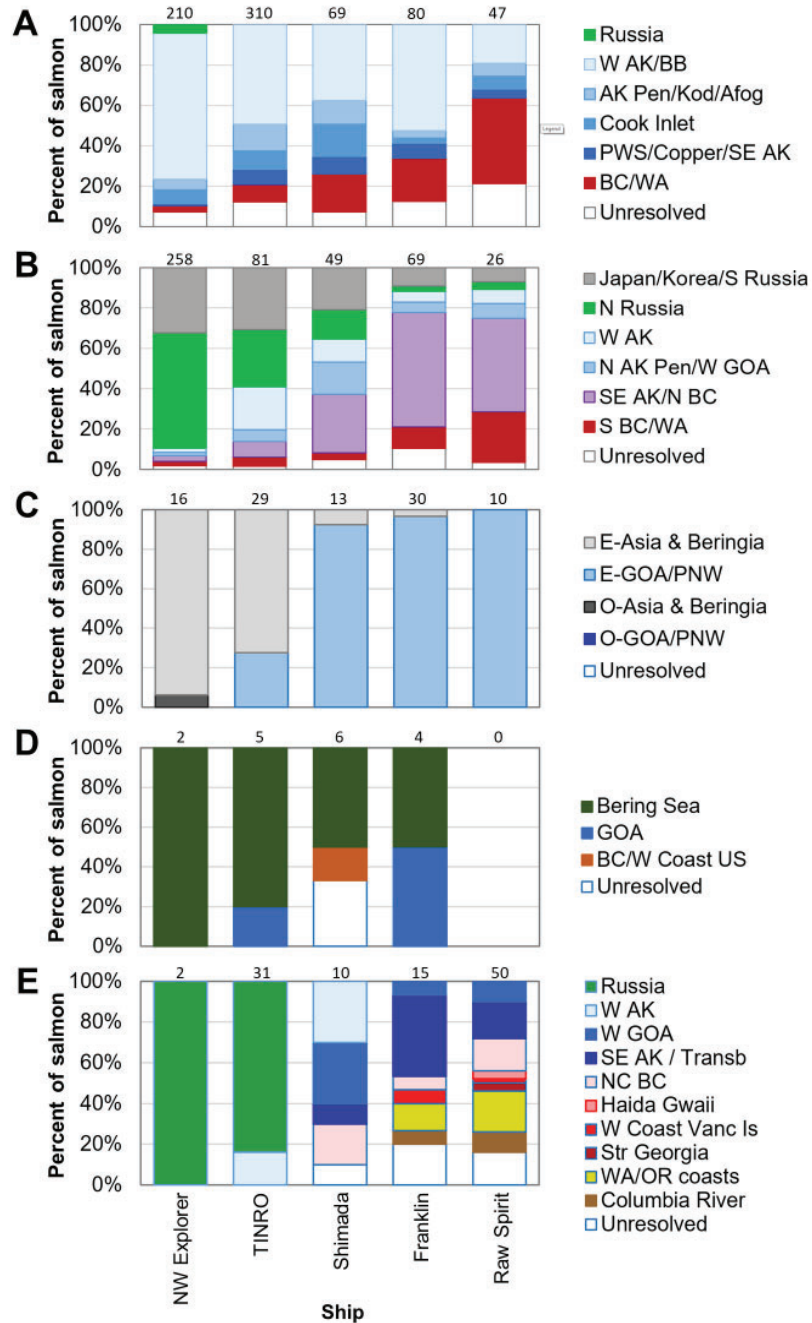 A
210 310 69 80 47
100%
80%
60%
40%
20%
0%
Percent of salmon
Russia
W AK/BB
AK Pen/Kod/Afog
Cook Inlet
PWS/Copper/SE AK
BC/WA
Unresolved
Legend
B
258 81 49 69 26
100%
80%
60%
40%
20%
0%
Percent of salmon
Japan/Korea/S Russia
N Russia
W AK
N AK Pen/W GOA
SE AK/N BC
S BC/WA
Unresolved
C
16 29 13 30 10
100%
80%
60%
40%
20%
0%
Percent of salmon
E-Asia & Beringia
E-GOA/PNW
O-Asia & Beringia
O-GOA/PNW
Unresolved
D
2 5 6 4 0
100%
80%
60%
40%
20%
0%
Percent of salmon
Bering Sea
GOA
BC/W Coast US
Unresolved
E
2 31 10 15 50
100%
80%
60%
40%
20%
0%
Percent of salmon
Russia
W AK
W GOA
SE AK / Transb
NC BC
Haida Gwaii
W Coast Vanc Is
Str Georgia
WA/OR coasts
Columbia River
Unresolved
NW Explorer
TINRO
Shimada
Franklin
Raw Spirit
Ship